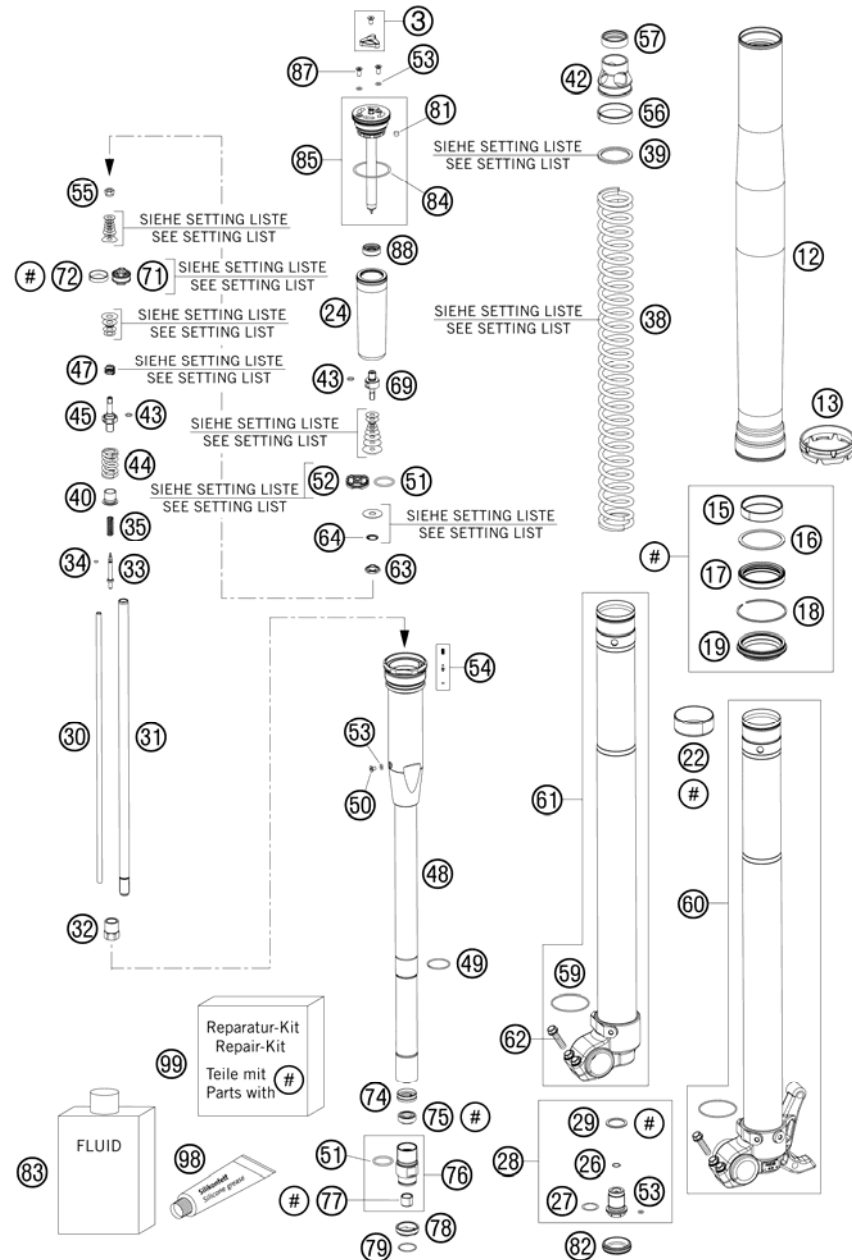 3
87
53
57
42
81
56
85
SIEHE SETTING LISTE
SEE SETTING LIST
39
55
84
SIEHE SETTING LISTE
SEE SETTING LIST
88
12
# 72 71
SIEHE SETTING LISTE
SEE SETTING LIST
24
SIEHE SETTING LISTE
SEE SETTING LIST
38
SIEHE SETTING LISTE
SEE SETTING LIST
47
SIEHE SETTING LISTE
SEE SETTING LIST
43
69
45
43
13
SIEHE SETTING LISTE
SEE SETTING LIST
44
52
51
40
SIEHE SETTING LISTE
SEE SETTING LIST
15
35
SIEHE SETTING LISTE
SEE SETTING LIST
16
64
#
34
33
63
17
18
19
54
30
31
53
22
#
50
61
48
60
32
49
59
62
Reparatur-Kit
Repair-Kit
99
Teile mit
Parts with #
74
75 #
29 #
FLUID
83
98
Silikonfett
Silicone grease
51
76
28
26
# 77
27
53
78
79
82